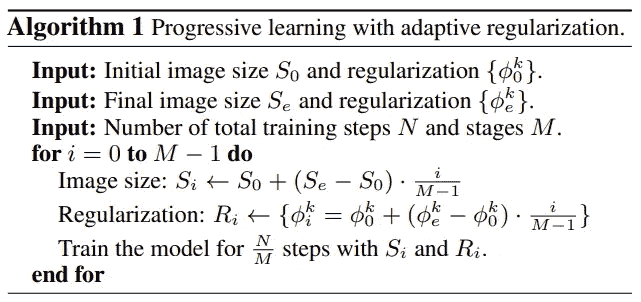 Algorithm 1 Progressive learning with adaptive regularization.
Input: Initial image size $S_0$ and regularization $\{\phi_0^k\}$.
Input: Final image size $S_e$ and regularization $\{\phi_e^k\}$.
Input: Number of total training steps $N$ and stages $M$.
for $i = 0$ to $M - 1$ do
Image size: $S_i \leftarrow S_0 + (S_e - S_0) \cdot \frac{i}{M-1}$
Regularization: $R_i \leftarrow \{\phi_i^k = \phi_0^k + (\phi_e^k - \phi_0^k) \cdot \frac{i}{M-1}\}$
Train the model for $\frac{N}{M}$ steps with $S_i$ and $R_i$.
end for